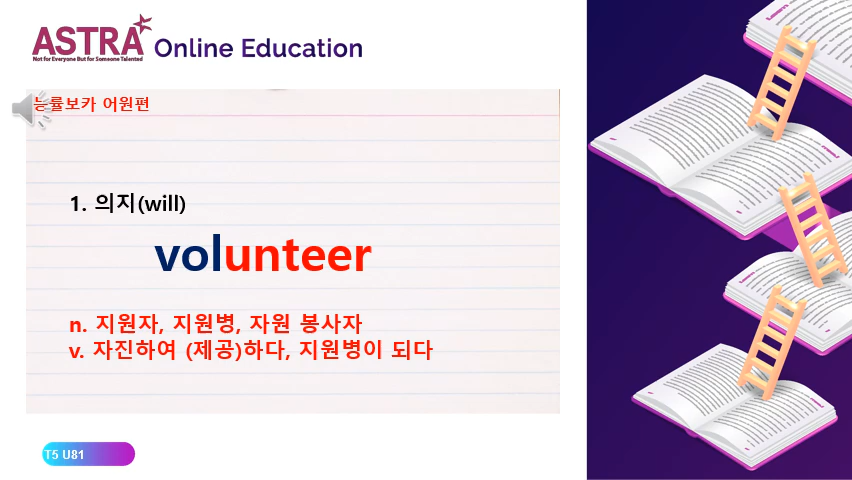 ASTRA
Not for Everyone But for Someone Talented
Online Education
능률보카 어원편
1. 의지(will)
volunteer
n. 지원자, 지원병, 자원 봉사자
v. 자진하여 (제공)하다, 지원병이 되다
T5 U81